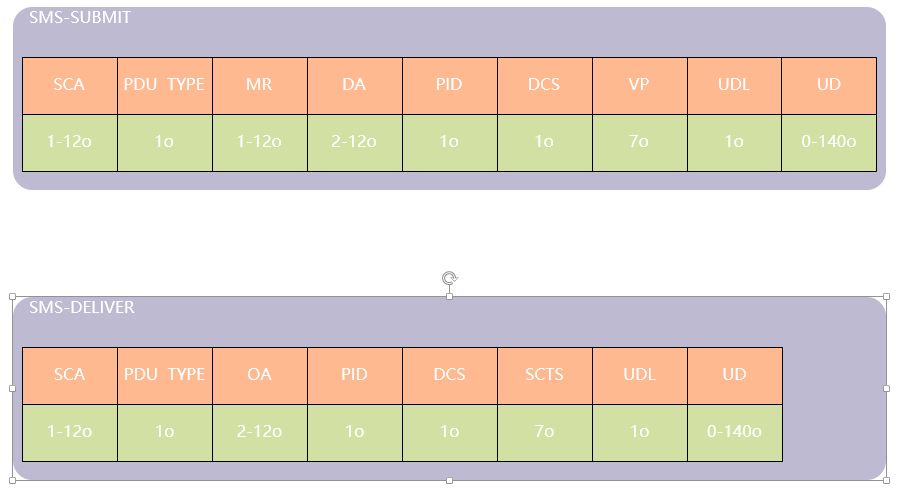 SMS-SUBMIT
SCA PDU TYPE MR DA PID DCS VP UDL UD
1-12o 1o 1-12o 2-12o 1o 1o 7o 1o 0-140o
SMS-DELIVER
SCA PDU TYPE OA PID DCS SCTS UDL UD
1-12o 1o 2-12o 1o 1o 7o 1o 0-140o